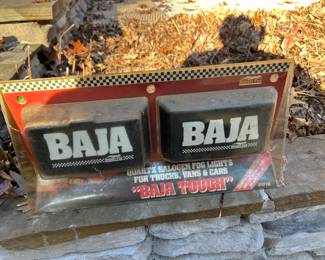 BAJA
BAJA
QUARTZ HALOGEN FOG LIGHTS
FOR TRUCKS, VANS & CARS
"BAJA TOUGH"